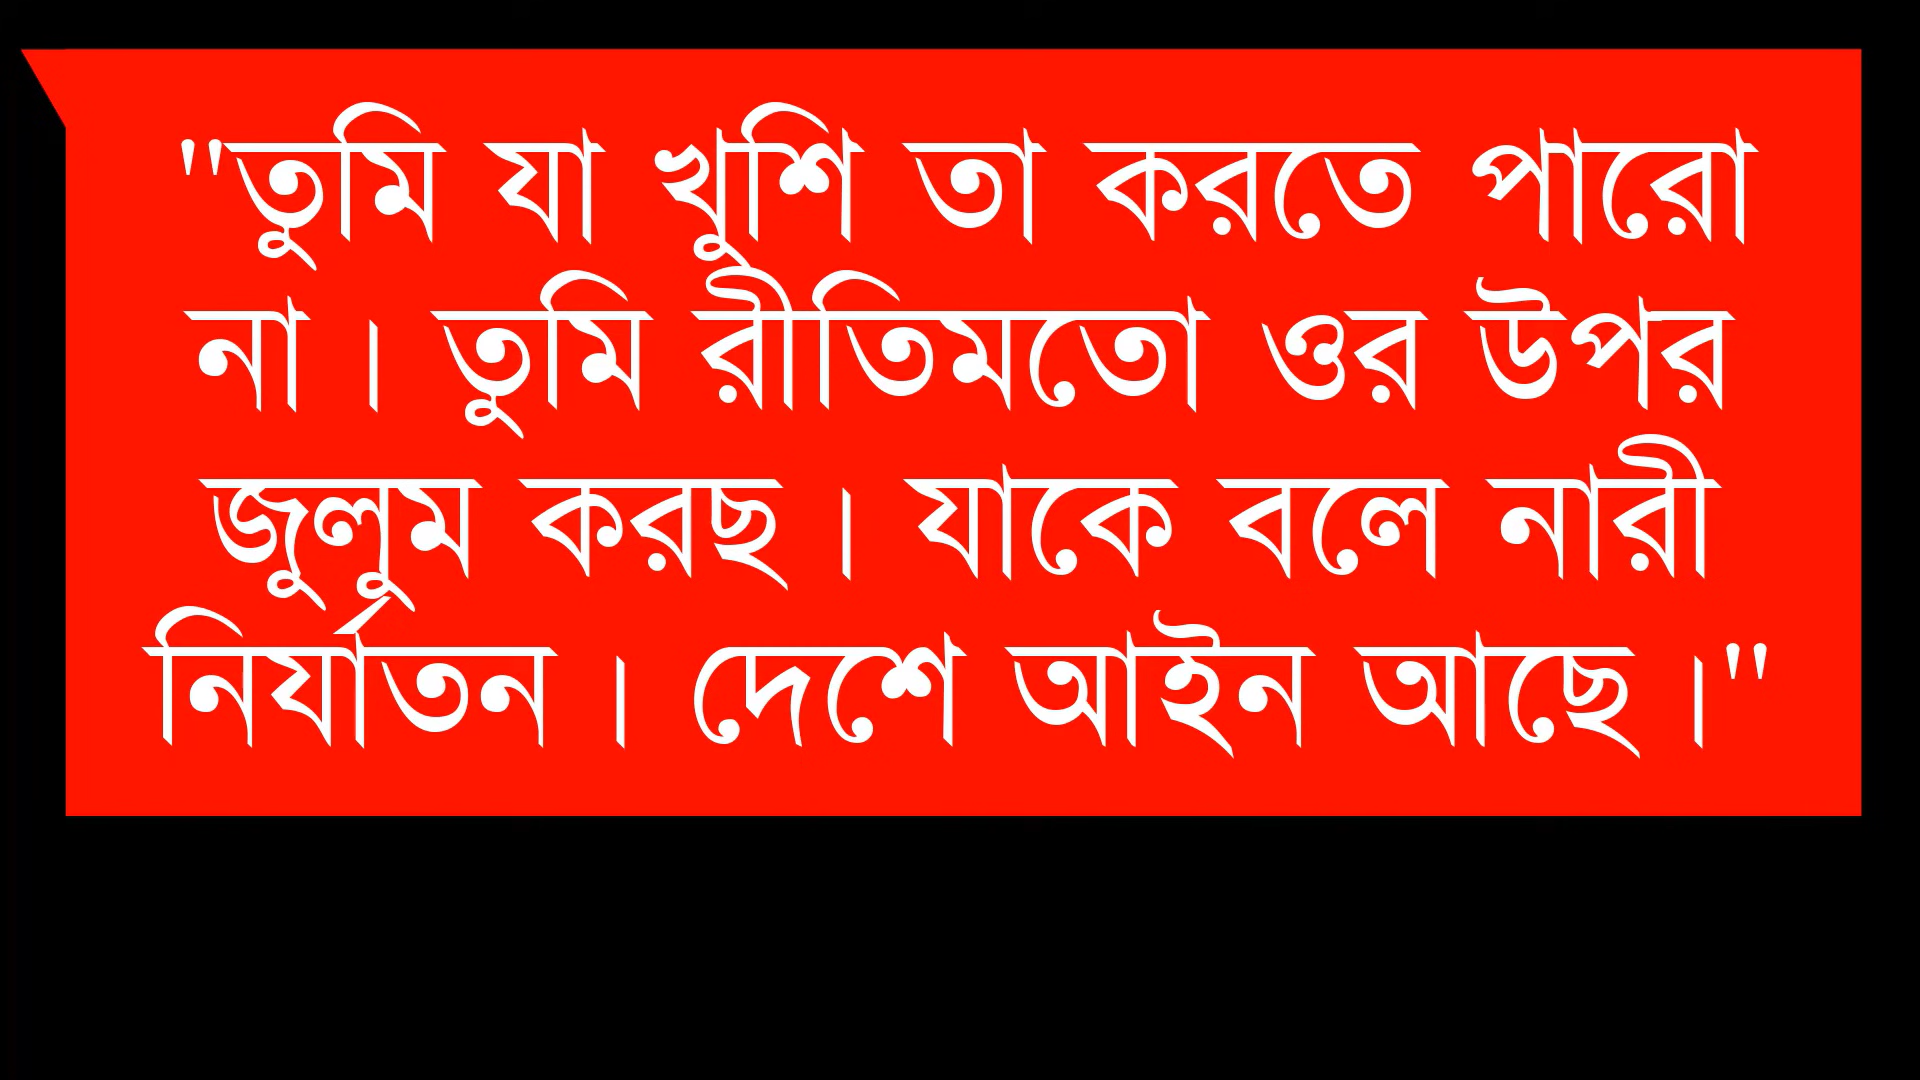 "তুমি যা খুশি তা করতে পারো
না । তুমি রীতিমতো ওর উপর
জুলুম করছ । যাকে বলে নারী
নির্যাতন । দেশে আইন আছে ।"